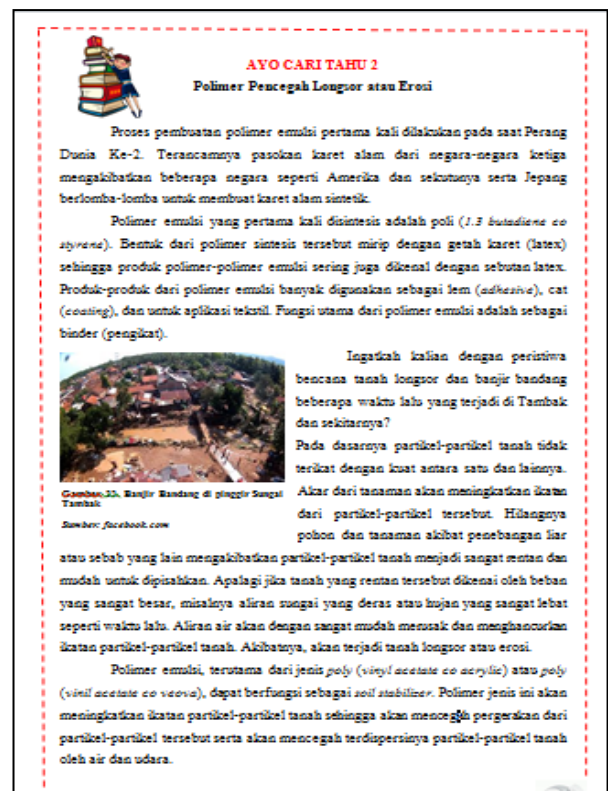 AYO CARI TAHU 2
Polimer Pencegah Longsor atau Erosi
Proses pembuatan polimer emulsi pertama kali dilakukan pada saat Perang
Dunia Ke-2. Terancamnya pasokan karet alam dari negara-negara ketiga
mengakibatkan beberapa negara seperti Amerika dan sekutunya serta Jepang
berlomba-lomba untuk membuat karet alam sintetik.
Polimer emulsi yang pertama kali disintesis adalah poli (1.3 butadiene co
styrene). Bentuk dari polimer sintesis tersebut mirip dengan getah karet (latex)
sehingga produk polimer-polimer emulsi sering juga dikenal dengan sebutan latex.
Produk-produk dari polimer emulsi banyak digunakan sebagai lem (adhesive), cat
(coating), dan untuk aplikasi tekstil. Fungsi utama dari polimer emulsi adalah sebagai
binder (pengikat).
Ingatkah kalian dengan peristiwa
bencana tanah longsor dan banjir bandang
beberapa waktu lalu yang terjadi di Tambak
dan sekitarnya?
Pada dasarnya partikel-partikel tanah tidak
terikat dengan kuat antara satu dan lainnya.
Akar dari tanaman akan meningkatkan ikatan
dari partikel-partikel tersebut. Hilangnya
pohon dan tanaman akibat penebangan liar
Gambar 23. Banjir Bandang di pinggir Sungai
Tambak
Sumber: facebook.com
atau sebab yang lain mengakibatkan partikel-partikel tanah menjadi sangat rentan dan
mudah untuk dipisahkan. Apalagi jika tanah yang rentan tersebut dikenai oleh beban
yang sangat besar, misalnya aliran sungai yang deras atau hujan yang sangat lebat
seperti waktu lalu. Aliran air akan dengan sangat mudah merusak dan menghancurkan
ikatan partikel-partikel tanah. Akibatnya, akan terjadi tanah longsor atau erosi.
Polimer emulsi, terutama dari jenis poly (vinyl acetate co acrylic) atau poly
(vinil acetate co veova), dapat berfungsi sebagai soil stabilizer. Polimer jenis ini akan
meningkatkan ikatan partikel-partikel tanah sehingga akan mencegah pergerakan dari
partikel-partikel tersebut serta akan mencegah terdispersinya partikel-partikel tanah
oleh air dan udara.